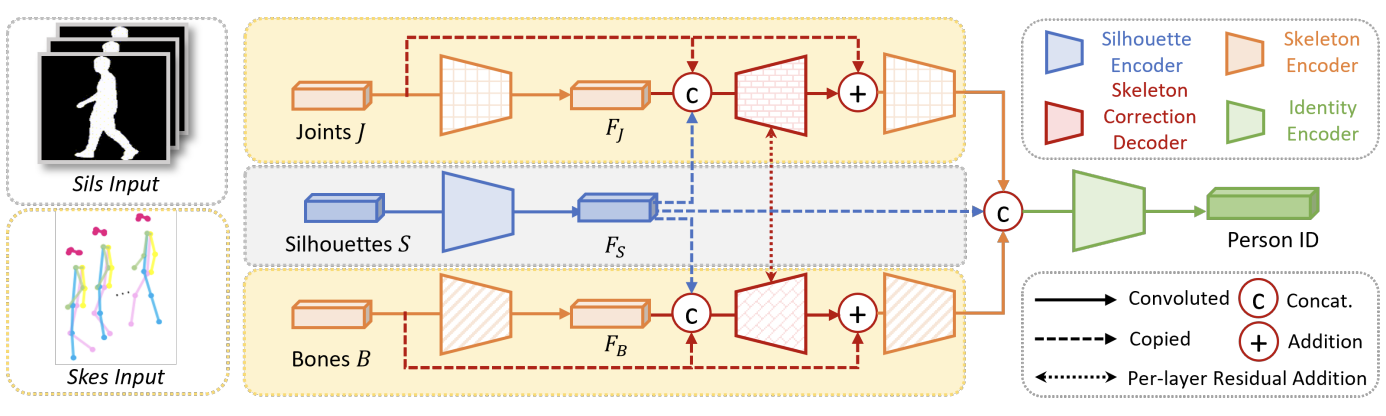 Sils Input
Skes Input
Joints J
F_J
C
+
Silhouettes S
F_S
C
Bones B
F_B
C
+
Person ID
Silhouette
Encoder
Skeleton
Encoder
Skeleton
Correction
Decoder
Identity
Encoder
Convoluted
C
Concat.
Copied
+
Addition
Per-layer Residual Addition